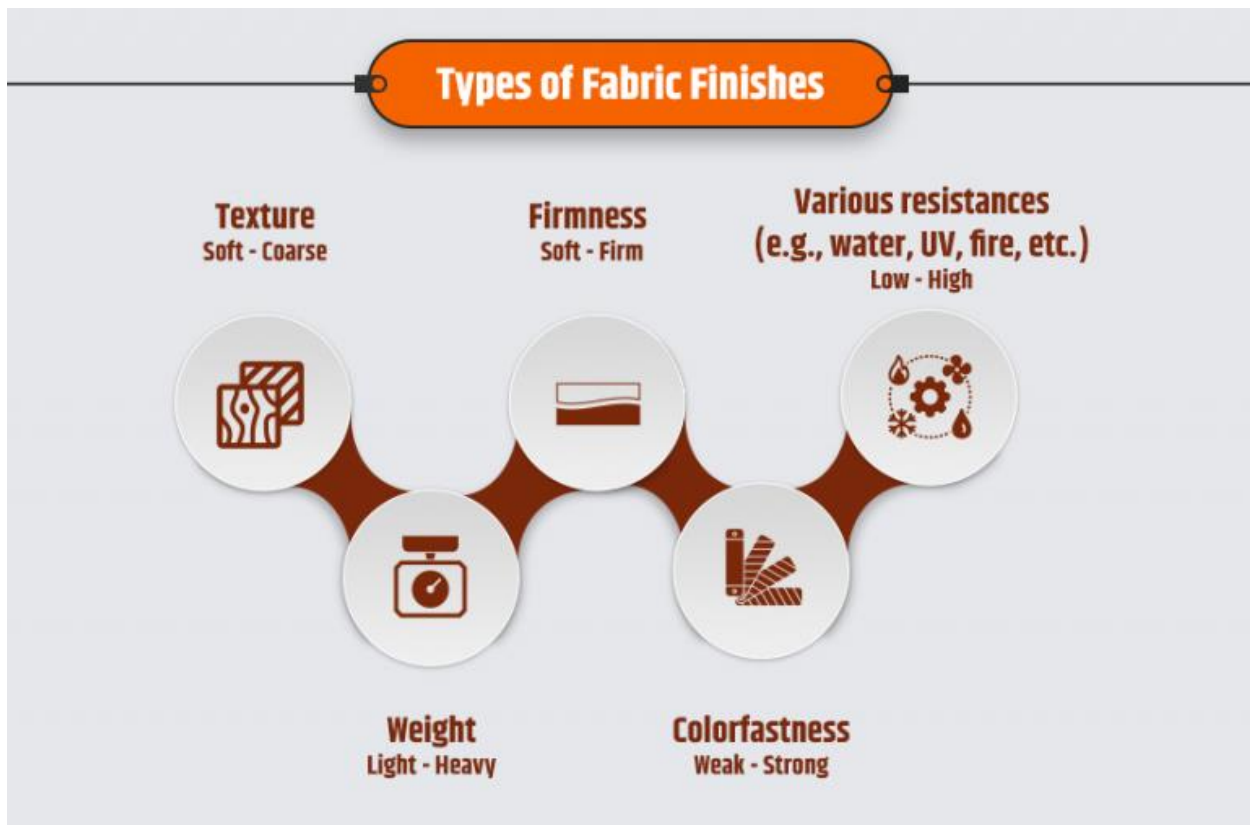 Types of Fabric Finishes
Texture
Soft - Coarse
Firmness
Soft - Firm
Various resistances
(e.g., water, UV, fire, etc.)
Low - High
Weight
Light - Heavy
Colorfastness
Weak - Strong